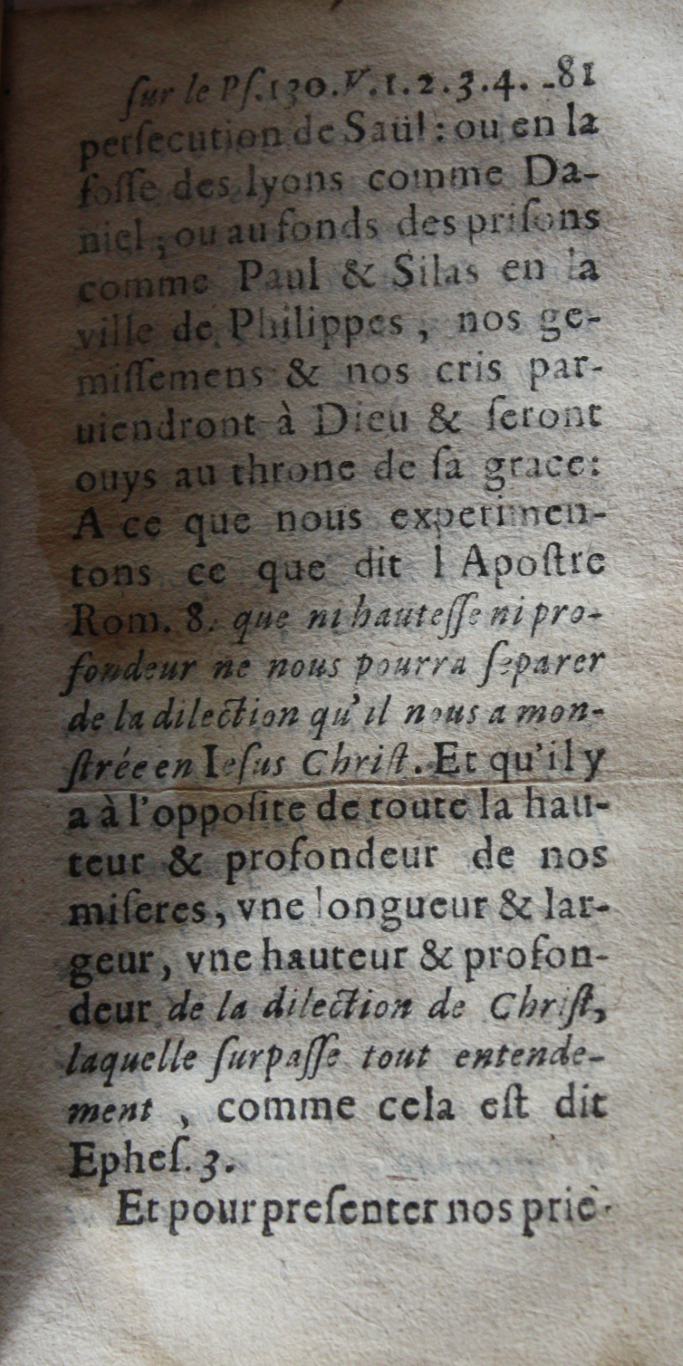 ſur le Pſ.130.V.1.2.3.4. 81
perſecution de Saül : ou en la
foſſe des lyons comme Da-
niel ; ou au fonds des priſons
comme Paul & Silas en la
ville de Philippes , nos ge-
miſſemens & nos cris par-
uiendront à Dieu & ſeront
ouys au throne de ſa grace:
A ce que nous experimen-
tons ce que dit l Apoſtre
Rom. 8. que ni hauteſſe ni pro-
fondeur ne nous pourra ſeparer
de la dilection qu'il nous a mon-
ſtrée en Ieſus Chriſt. Et qu'il y
a à l'oppoſite de toute la hau-
teur & profondeur de nos
miſeres, vne longueur & lar-
geur, vne hauteur & profon-
deur de la dilection de Chriſt,
laquelle ſurpaſſe tout entende-
ment , comme cela eſt dit
Epheſ. 3.
Et pour preſenter nos priè-